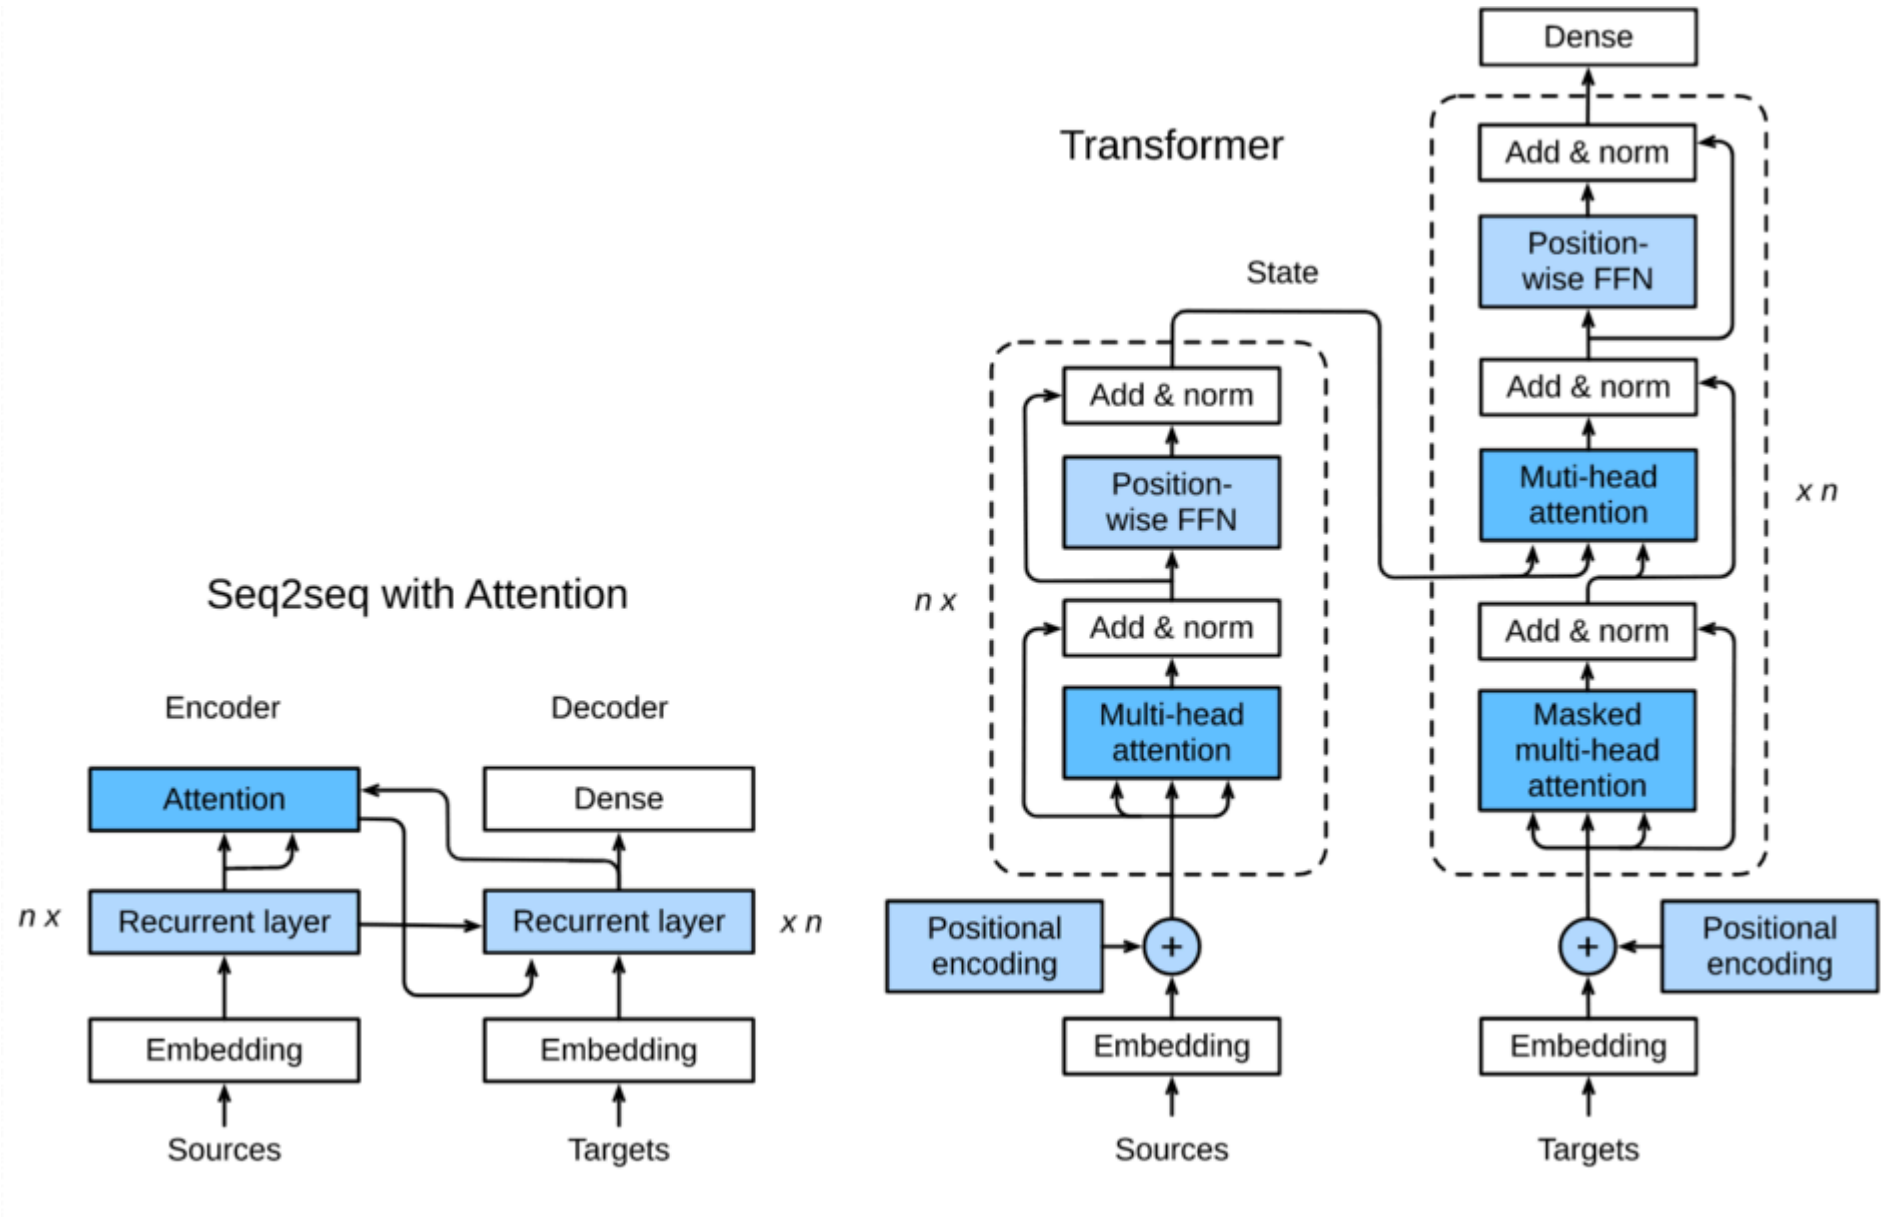 Seq2seq with Attention
Encoder
Decoder
Attention
Dense
n x
Recurrent layer
Recurrent layer
x n
Embedding
Embedding
Sources
Targets
Transformer
State
n x
Add & norm
Position-
wise FFN
Add & norm
Multi-head
attention
Positional
encoding
+
Embedding
Sources
Dense
Add & norm
Position-
wise FFN
Add & norm
Muti-head
attention
x n
Add & norm
Masked
multi-head
attention
+
Positional
encoding
Embedding
Targets